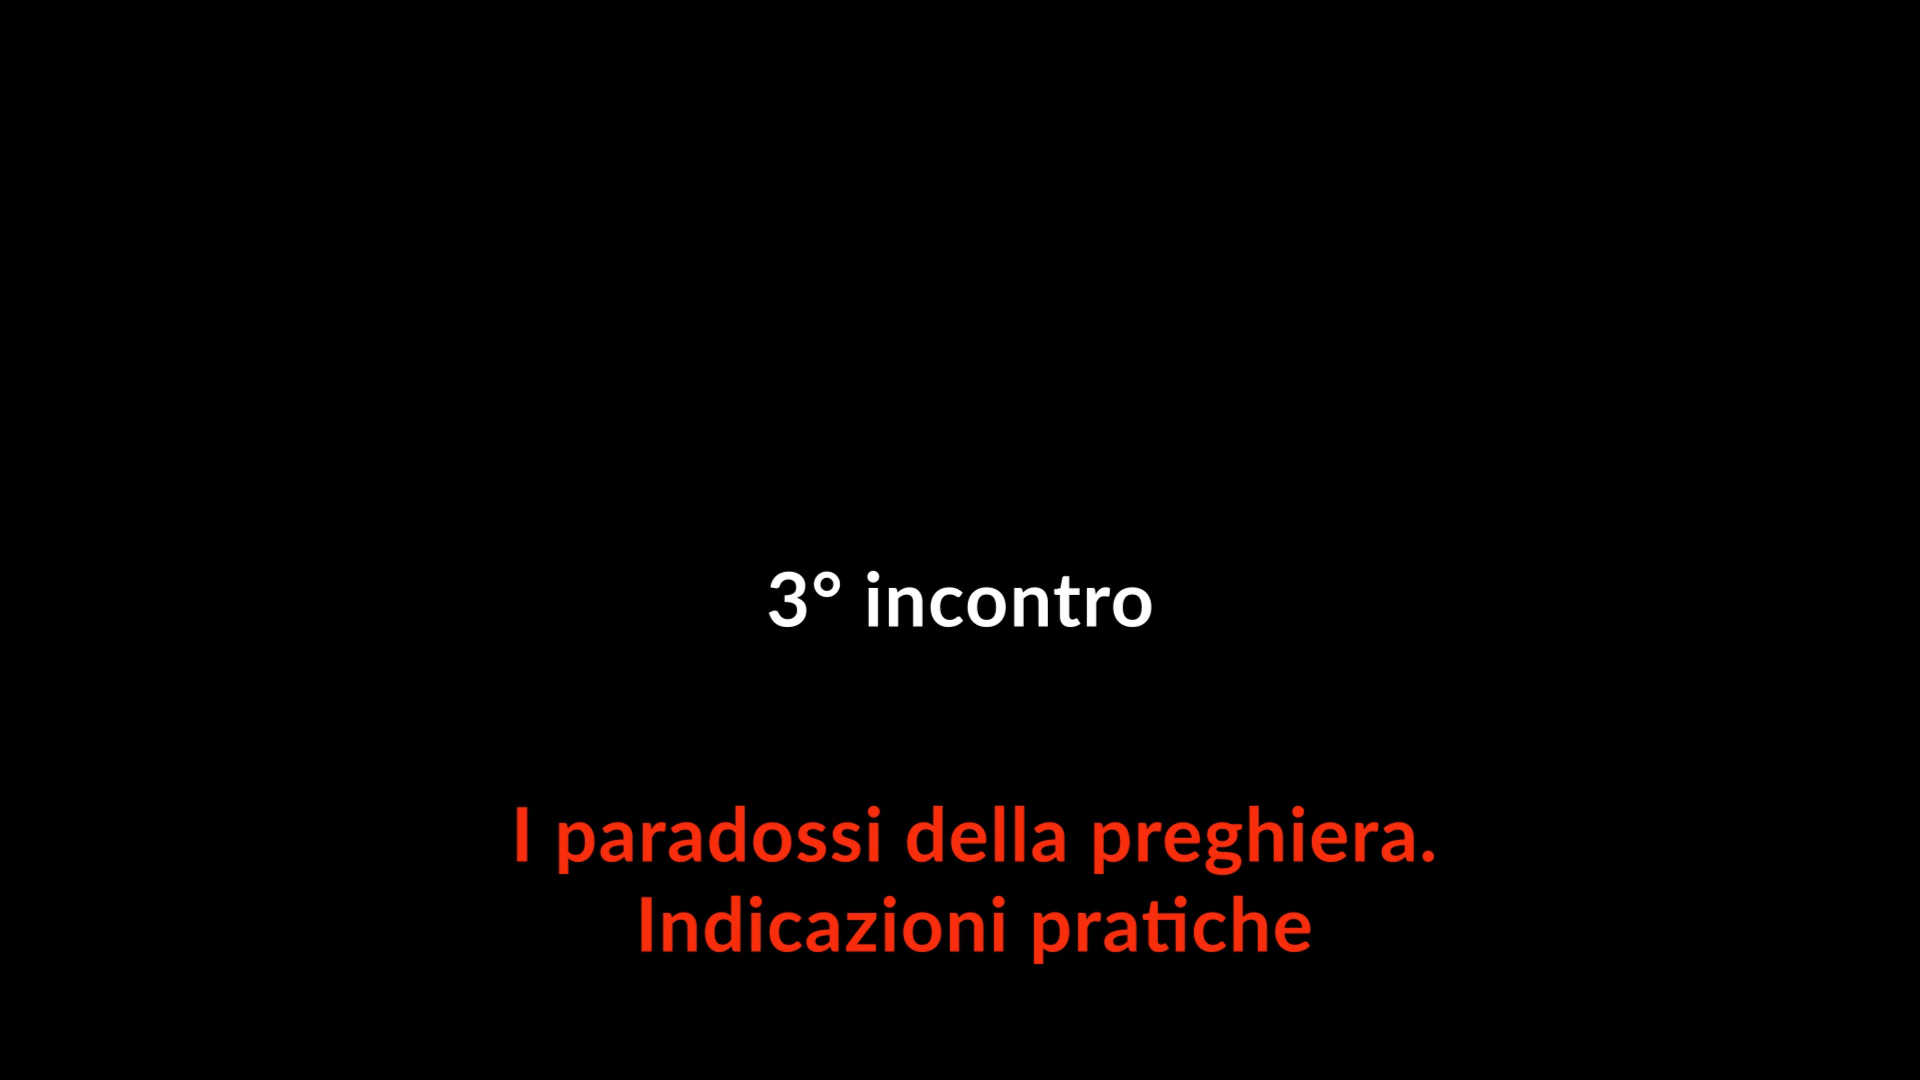 3° incontro
I paradossi della preghiera.
Indicazioni pratiche